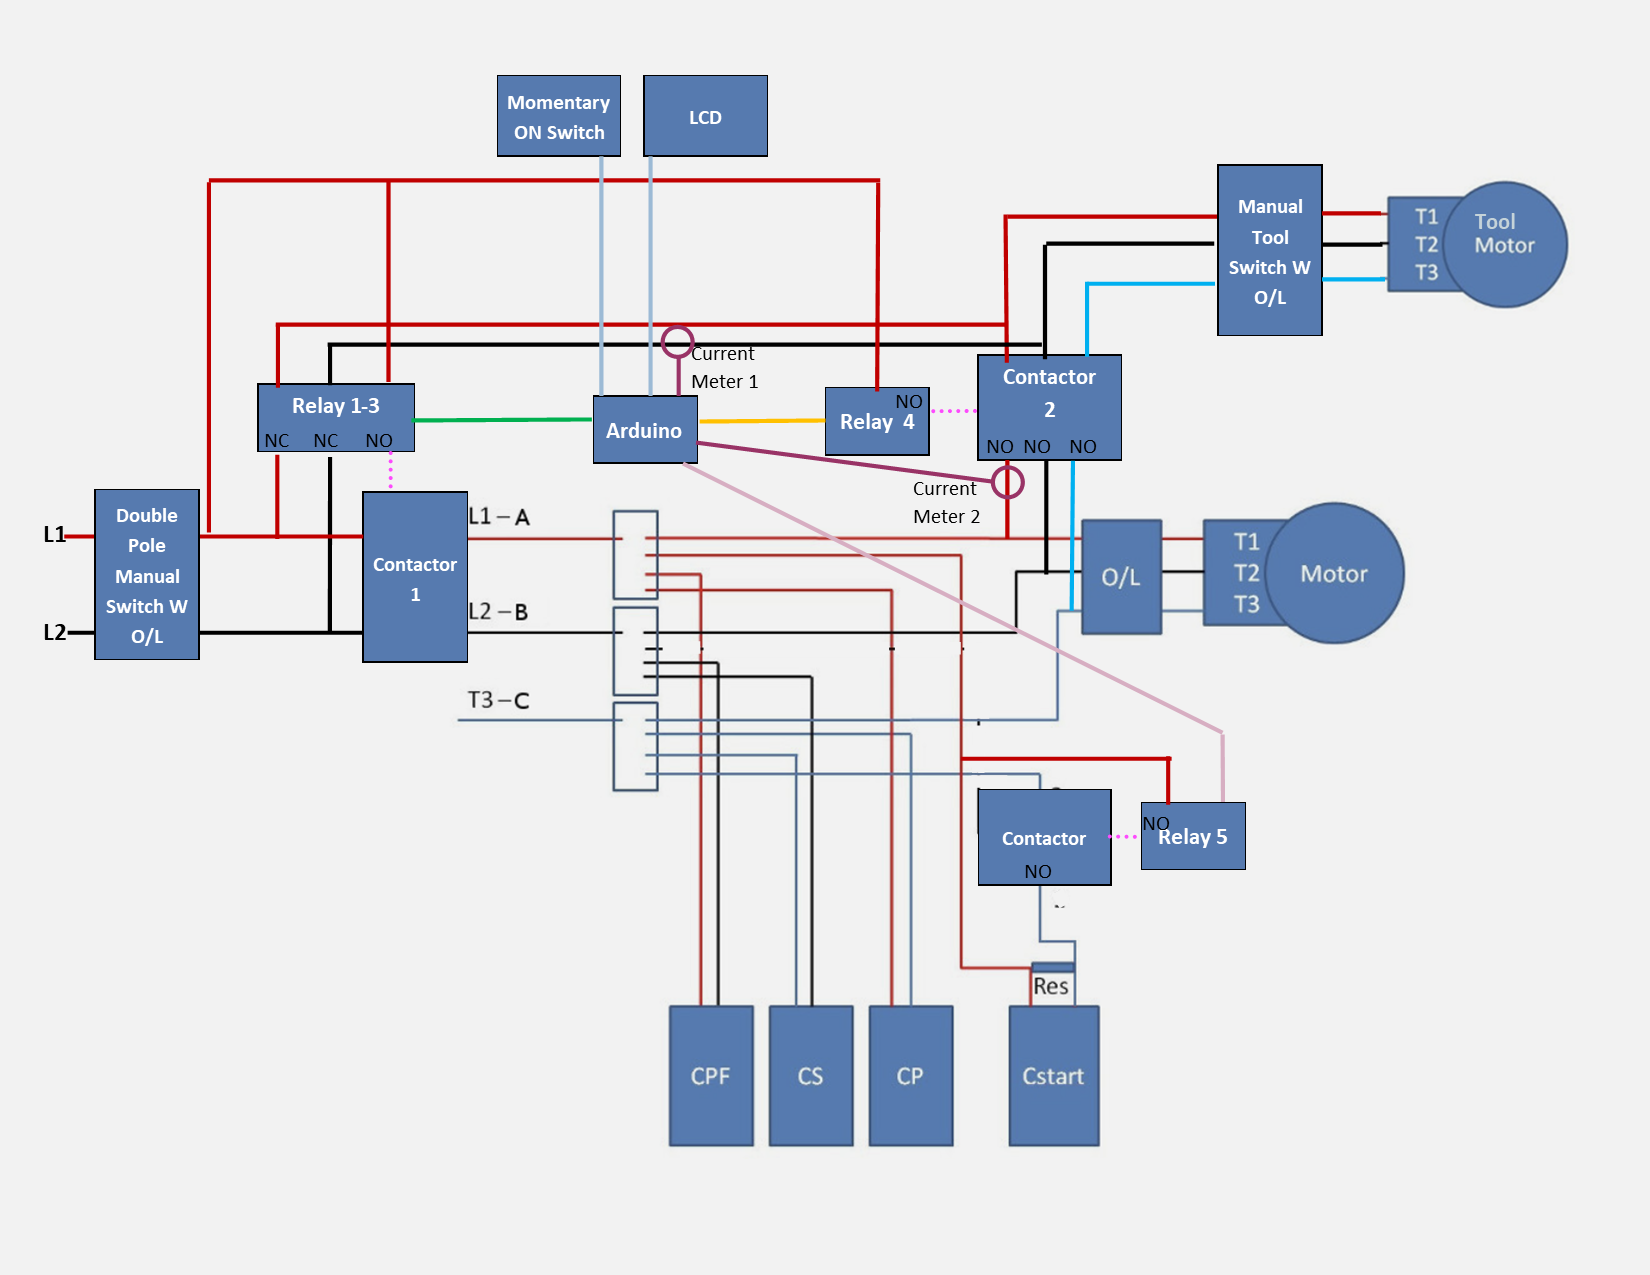 Momentary
ON Switch
LCD
Manual
Tool
Switch W
O/L
T1
T2
T3
Tool
Motor
Current
Meter 1
Relay 1-3
NC NC NO
Arduino
NO
Relay 4
Contactor
2
NO NO NO
Current
Meter 2
L1
L2
Double
Pole
Manual
Switch W
O/L
Contactor
1
L1 – A
L2 – B
T3 – C
O/L
T1
T2
T3
Motor
Contactor
NO
NO
Relay 5
Res
CPF
CS
CP
Cstart